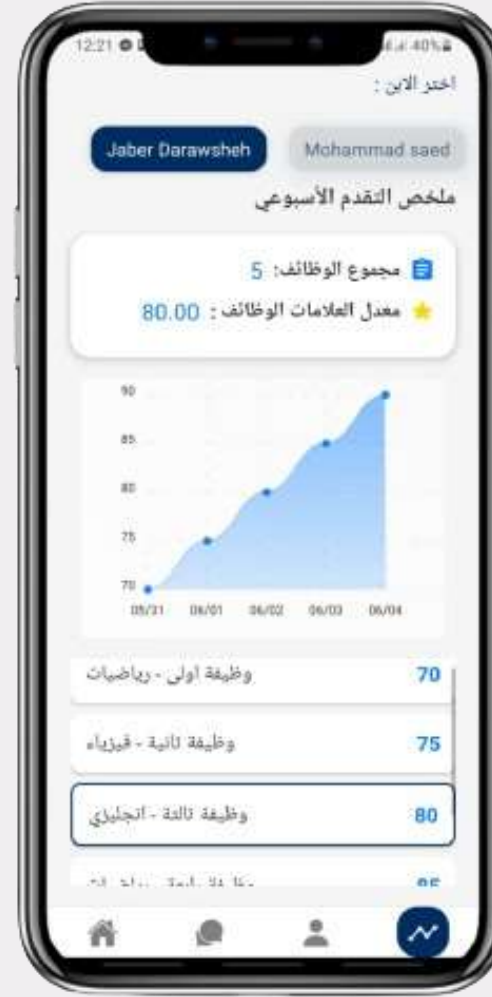 12:21
40%
اختر الابن :
Jaber Darawsheh
Mohammad saed
ملخص التقدم الأسبوعي
مجموع الوظائف: 5
معدل العلامات الوظائف : 80.00
90
85
80
75
70
05/31 06/01 06/02 06/03 06/04
وظيفة اولى - رياضيات 70
وظيفة ثانية - فيزياء 75
وظيفة ثالثة - انجليزي 80